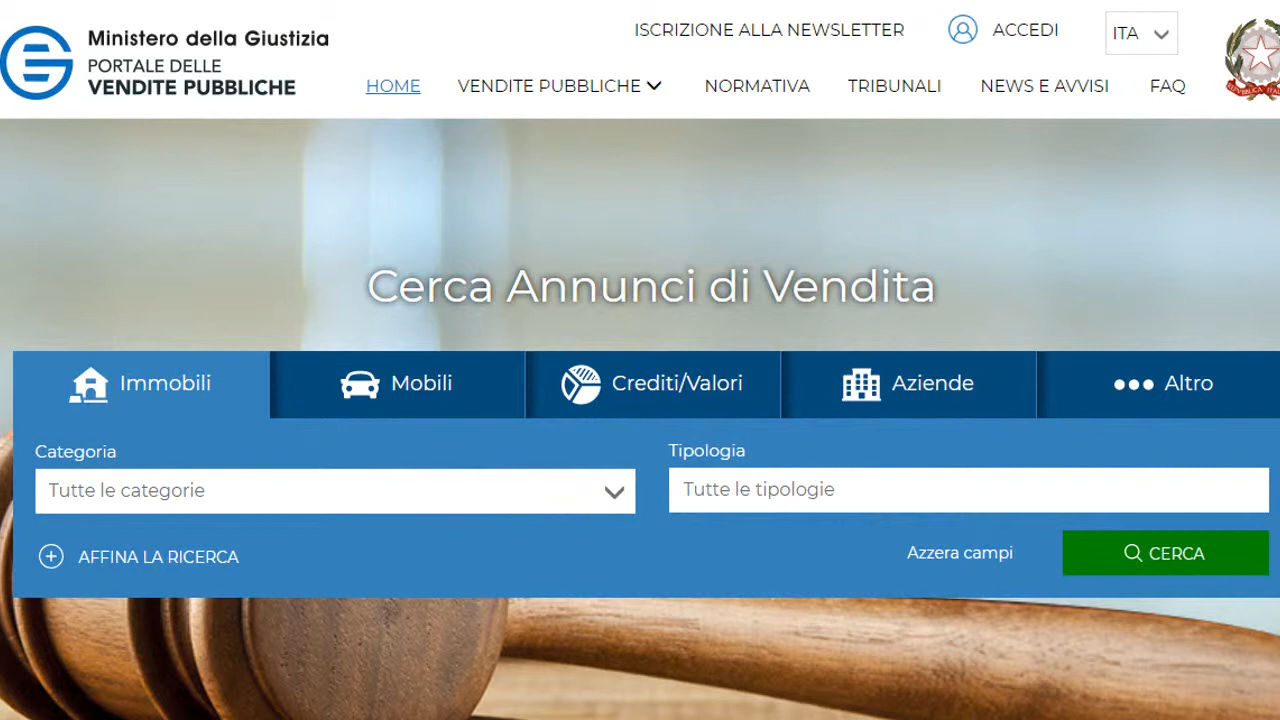 Ministero della Giustizia
PORTALE DELLE
VENDITE PUBBLICHE
ISCRIZIONE ALLA NEWSLETTER
ACCEDI
ITA
HOME
VENDITE PUBBLICHE
NORMATIVA
TRIBUNALI
NEWS E AVVISI
FAQ
Cerca Annunci di Vendita
Immobili
Mobili
Crediti/Valori
Aziende
Altro
Categoria
Tipologia
Tutte le categorie
Tutte le tipologie
AFFINA LA RICERCA
Azzera campi
CERCA